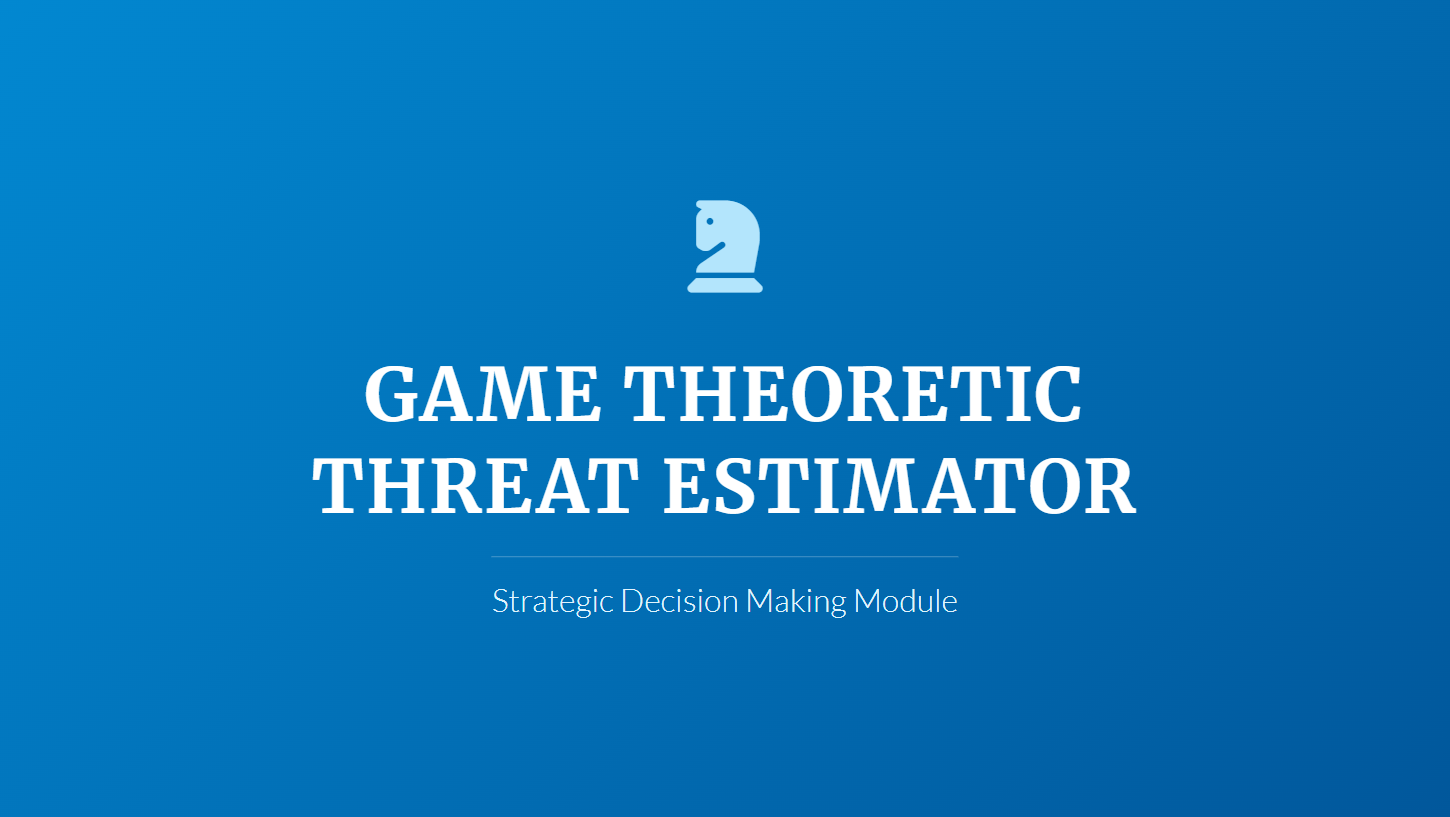 GAME THEORETIC
THREAT ESTIMATOR
Strategic Decision Making Module